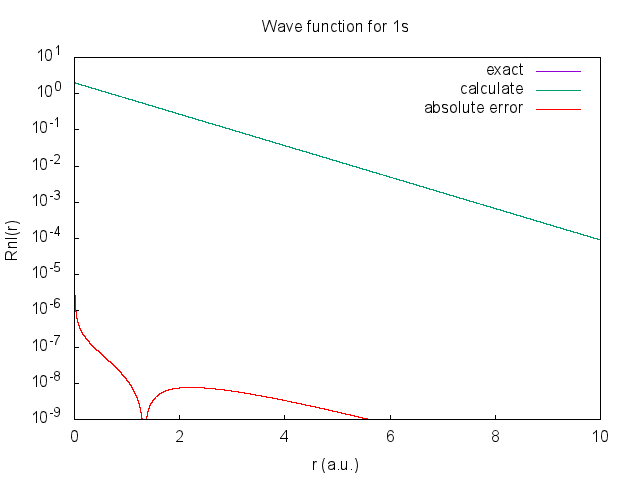 Wave function for 1s
10^1
10^0
10^-1
10^-2
10^-3
10^-4
10^-5
10^-6
10^-7
10^-8
10^-9
Rnl(r)
exact
calculate
absolute error
0 2 4 6 8 10
r (a.u.)